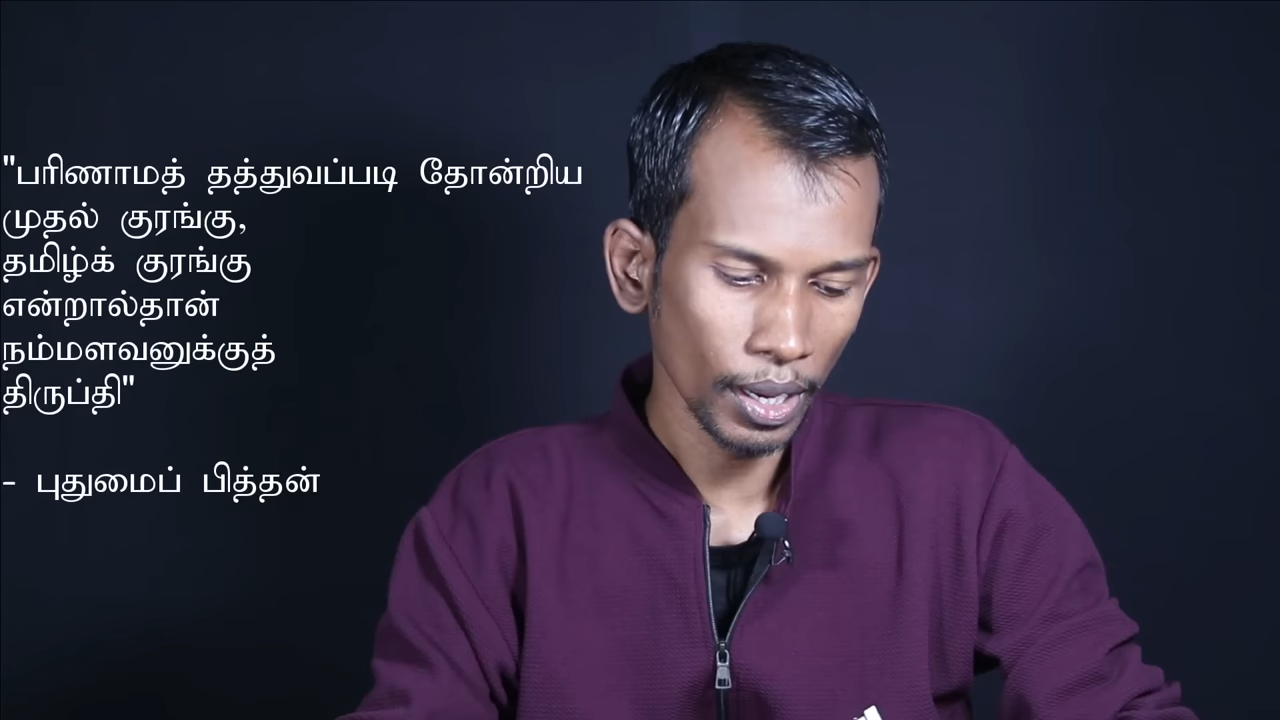 "பரிணாமத் தத்துவப்படி தோன்றிய
முதல் குரங்கு,
தமிழ்க் குரங்கு
என்றால்தான்
நம்மளவனுக்குத்
திருப்தி"
- புதுமைப் பித்தன்